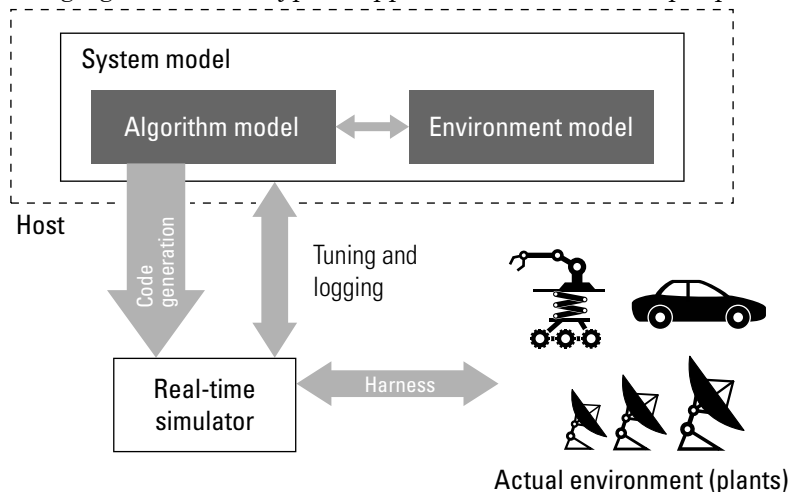 System model
Algorithm model
Environment model
Host
Code
generation
Tuning and
logging
Real-time
simulator
Harness
Actual environment (plants)